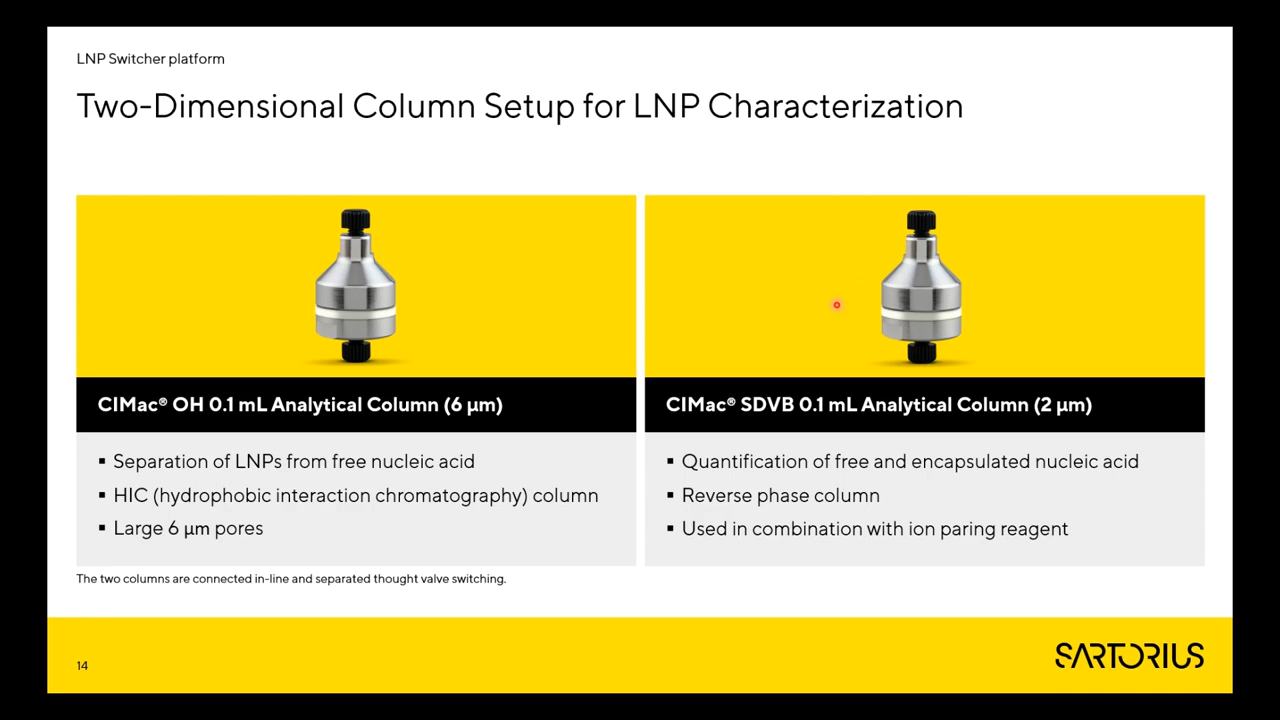 LNP Switcher platform
Two-Dimensional Column Setup for LNP Characterization
CIMac® OH 0.1 mL Analytical Column (6 µm)
▪ Separation of LNPs from free nucleic acid
▪ HIC (hydrophobic interaction chromatography) column
▪ Large 6 µm pores
CIMac® SDVB 0.1 mL Analytical Column (2 µm)
▪ Quantification of free and encapsulated nucleic acid
▪ Reverse phase column
▪ Used in combination with ion paring reagent
The two columns are connected in-line and separated thought valve switching.
14
SARTORIUS